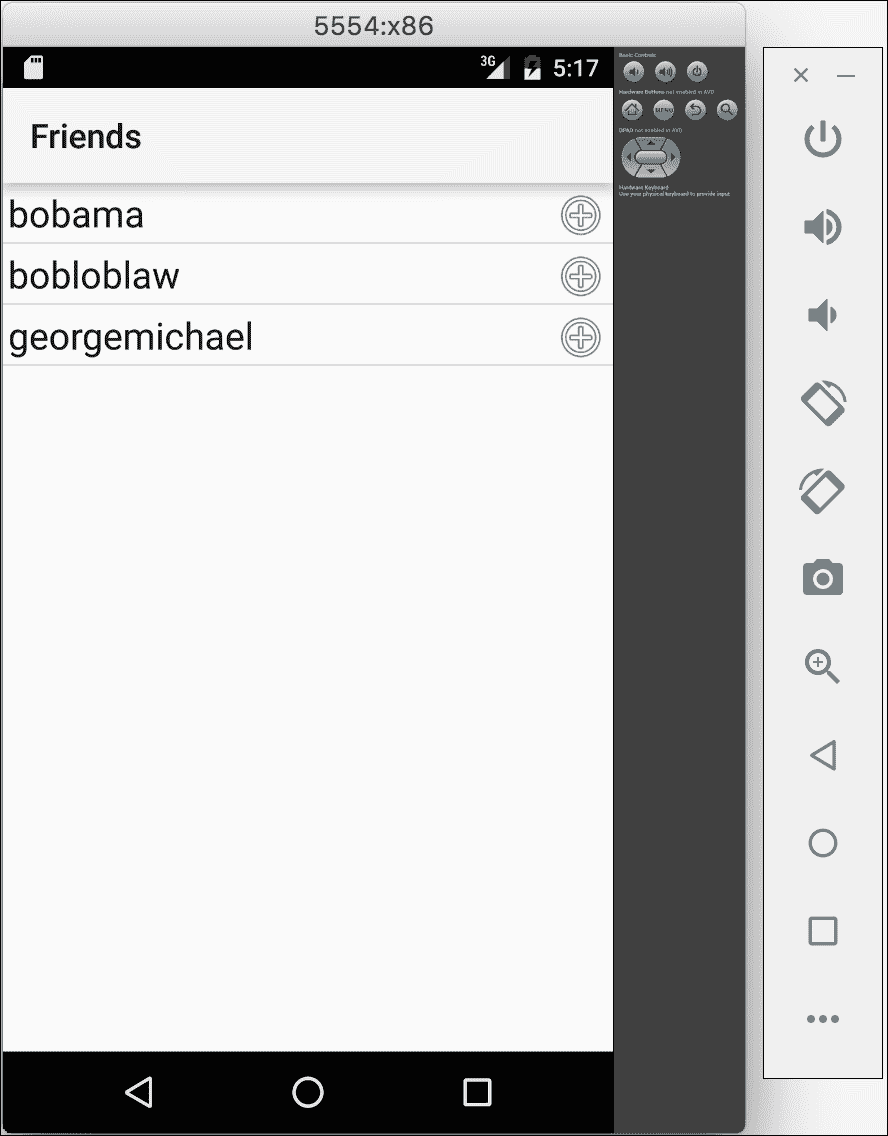 5554:x86
3G 5:17
Friends
bobama
bobloblaw
georgemichael
Basic Controls
Hardware Buttons not enabled in AVD
MENU
DPAD not enabled in AVD
Hardware Keyboard
Use your physical keyboard to provide input